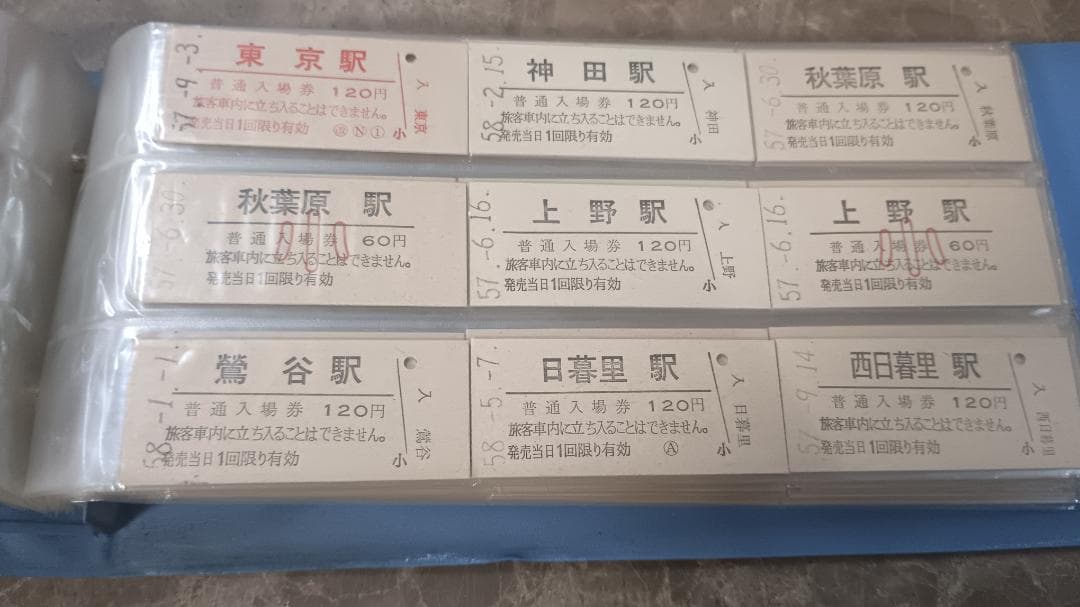 57.-9.-3.
東京駅
普通入場券 120円
旅客車内に立ち入ることはできません。
発売当日1回限り有効
小
入 東京
58.-2.15.
神田駅
普通入場券 120円
旅客車内に立ち入ることはできません。
発売当日1回限り有効
小
入 神田
57.-6.30.
秋葉原駅
普通入場券 120円
旅客車内に立ち入ることはできません。
発売当日1回限り有効
小
入 秋葉原
57.-6.30.
秋葉原駅
小
普通入場券 60円
旅客車内に立ち入ることはできません。
発売当日1回限り有効
57.-6.16.
上野駅
普通入場券 120円
旅客車内に立ち入ることはできません。
発売当日1回限り有効
小
入 上野
57.-6.16.
上野駅
小
普通入場券 60円
旅客車内に立ち入ることはできません。
発売当日1回限り有効
58.-1.-1.
鶯谷駅
普通入場券 120円
旅客車内に立ち入ることはできません。
発売当日1回限り有効
小
入 鶯谷
58.-5.-7.
日暮里駅
普通入場券 120円
旅客車内に立ち入ることはできません。
発売当日1回限り有効 Ⓐ
小
入 日暮里
57.-9.14.
西日暮里駅
普通入場券 120円
旅客車内に立ち入ることはできません。
発売当日1回限り有効
小
入 西日暮里